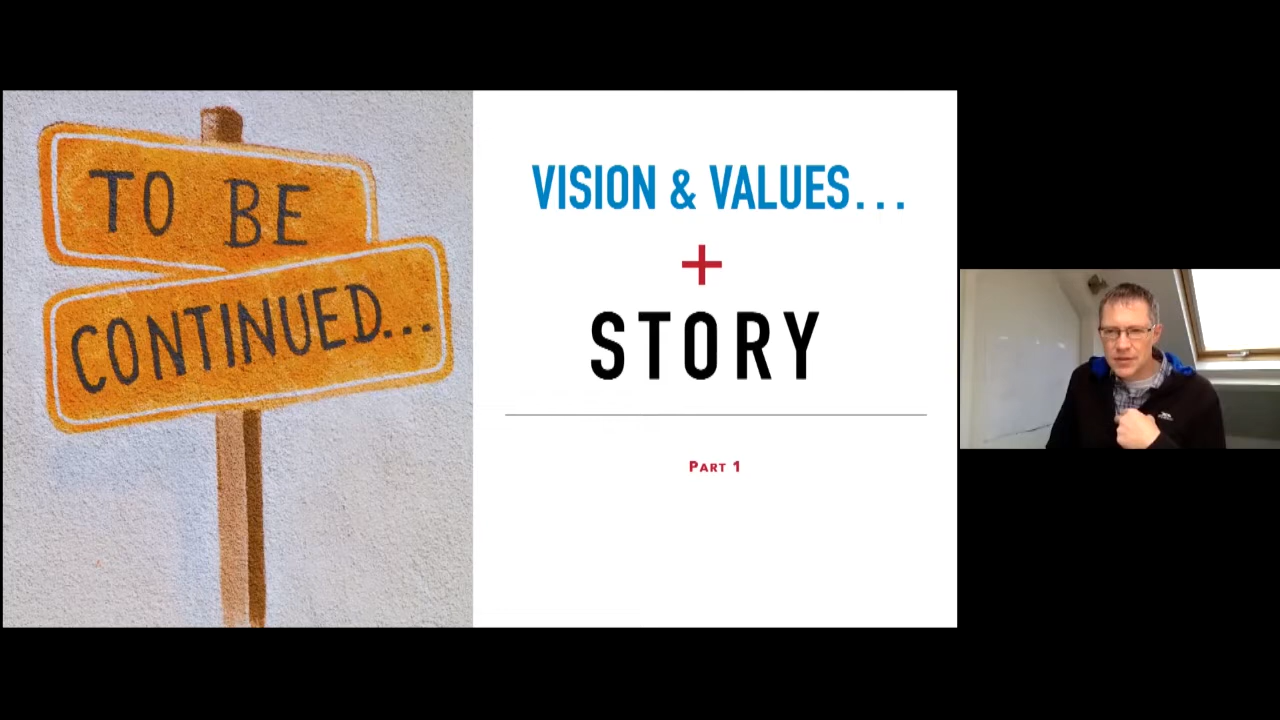 TO BE
CONTINUED...
VISION & VALUES...
+
STORY
PART 1